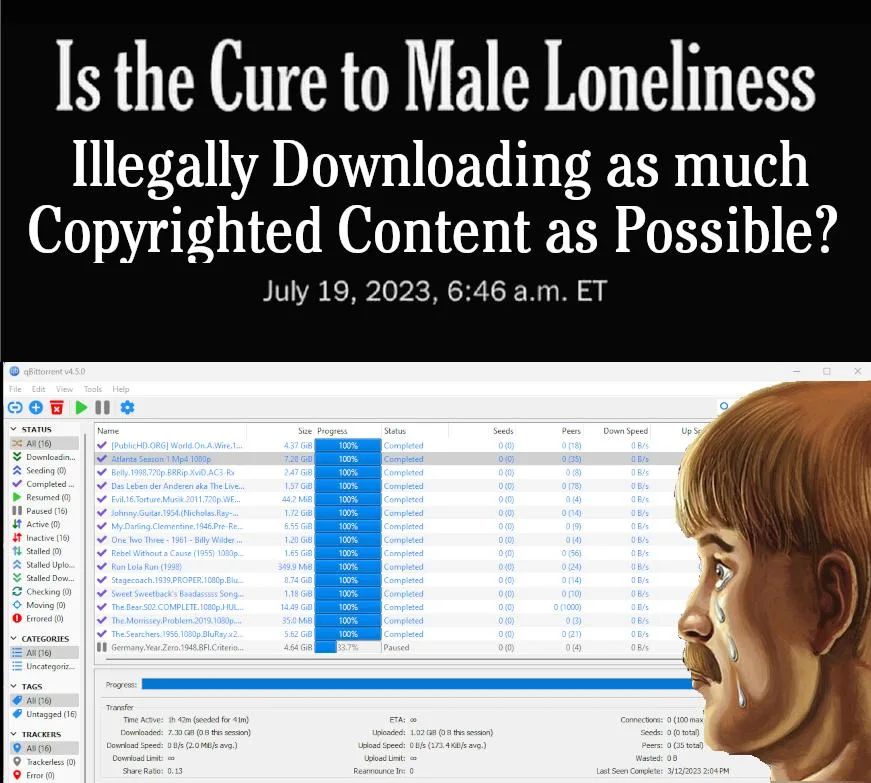 Is the Cure to Male Loneliness
Illegally Downloading as much
Copyrighted Content as Possible?
July 19, 2023, 6:46 a.m. ET
qBittorrent v4.5.0
File Edit View Tools Help
STATUS
All (16)
Downloadin...
Seeding (0)
Completed ...
Resumed (0)
Paused (16)
Active (0)
Inactive (16)
Stalled (0)
Stalled Uplo...
Stalled Dow...
Checking (0)
Moving (0)
Errored (0)
CATEGORIES
All (16)
Uncategoriz...
TAGS
All (16)
Untagged (16)
TRACKERS
All (16)
Trackerless (0)
Error (0)
Name Size Progress Status Seeds Peers Down Speed Up Sp
[PublicHD.ORG] World.On.A.Wire.1... 4.37 GiB 100% Completed 0 (0) 0 (18) 0 B/s
Atlanta Season 1 Mp4 1080p 7.28 GiB 100% Completed 0 (0) 0 (35) 0 B/s
Belly.1998.720p.BRRip.XviD.AC3-Rx 2.47 GiB 100% Completed 0 (0) 0 (8) 0 B/s
Das Leben der Anderen aka The Live... 1.57 GiB 100% Completed 0 (0) 0 (78) 0 B/s
Evil.16.Torture.Musik.2011.720p.WE... 44.2 MiB 100% Completed 0 (0) 0 (4) 0 B/s
Johnny.Guitar.1954.(Nicholas.Ray-... 1.72 GiB 100% Completed 0 (0) 0 (14) 0 B/s
My.Darling.Clementine.1946.Pre-Re... 6.55 GiB 100% Completed 0 (0) 0 (9) 0 B/s
One Two Three - 1961 - Billy Wilder ... 1.20 GiB 100% Completed 0 (0) 0 (4) 0 B/s
Rebel Without a Cause (1955) 1080p... 1.65 GiB 100% Completed 0 (0) 0 (56) 0 B/s
Run Lola Run (1998) 349.9 MiB 100% Completed 0 (0) 0 (24) 0 B/s
Stagecoach.1939.PROPER.1080p.Blu... 8.74 GiB 100% Completed 0 (0) 0 (14) 0 B/s
Sweet Sweetback's Baadasssss Song... 1.18 GiB 100% Completed 0 (0) 0 (10) 0 B/s
The.Bear.S02.COMPLETE.1080p.HUL... 14.49 GiB 100% Completed 0 (0) 0 (1000) 0 B/s
The.Morrissey.Problem.2019.1080p.... 35.0 MiB 100% Completed 0 (0) 0 (3) 0 B/s
The.Searchers.1956.1080p.BluRay.x2... 5.62 GiB 100% Completed 0 (0) 0 (21) 0 B/s
Germany.Year.Zero.1948.BFI.Criterio... 4.64 GiB 33.7% Paused 0 (0) 0 (4) 0 B/s
Progress:
Transfer
Time Active: 1h 42m (seeded for 41m) ETA: ∞ Connections: 0 (100 max
Downloaded: 7.30 GiB (0 B this session) Uploaded: 1.02 GiB (0 B this session) Seeds: 0 (0 total)
Download Speed: 0 B/s (2.0 MiB/s avg.) Upload Speed: 0 B/s (173.4 KiB/s avg.) Peers: 0 (35 total)
Download Limit: ∞ Upload Limit: ∞ Wasted: 0 B
Share Ratio: 0.13 Reannounce In: 0 Last Seen Complete: 3/12/2023 2:04 PM